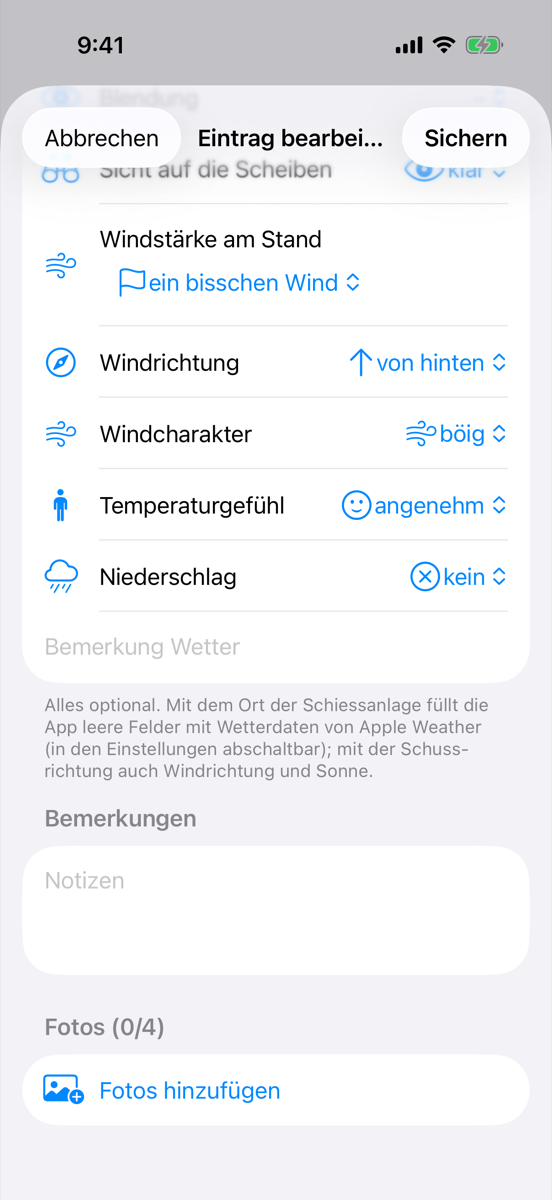 9:41
Blendung
Abbrechen
Eintrag bearbei...
Sichern
Sicht auf die Scheiben
klar
Windstärke am Stand
ein bisschen Wind
Windrichtung
von hinten
Windcharakter
böig
Temperaturgefühl
angenehm
Niederschlag
kein
Bemerkung Wetter
Alles optional. Mit dem Ort der Schiessanlage füllt die
App leere Felder mit Wetterdaten von Apple Weather
(in den Einstellungen abschaltbar); mit der Schuss-
richtung auch Windrichtung und Sonne.
Bemerkungen
Notizen
Fotos (0/4)
Fotos hinzufügen